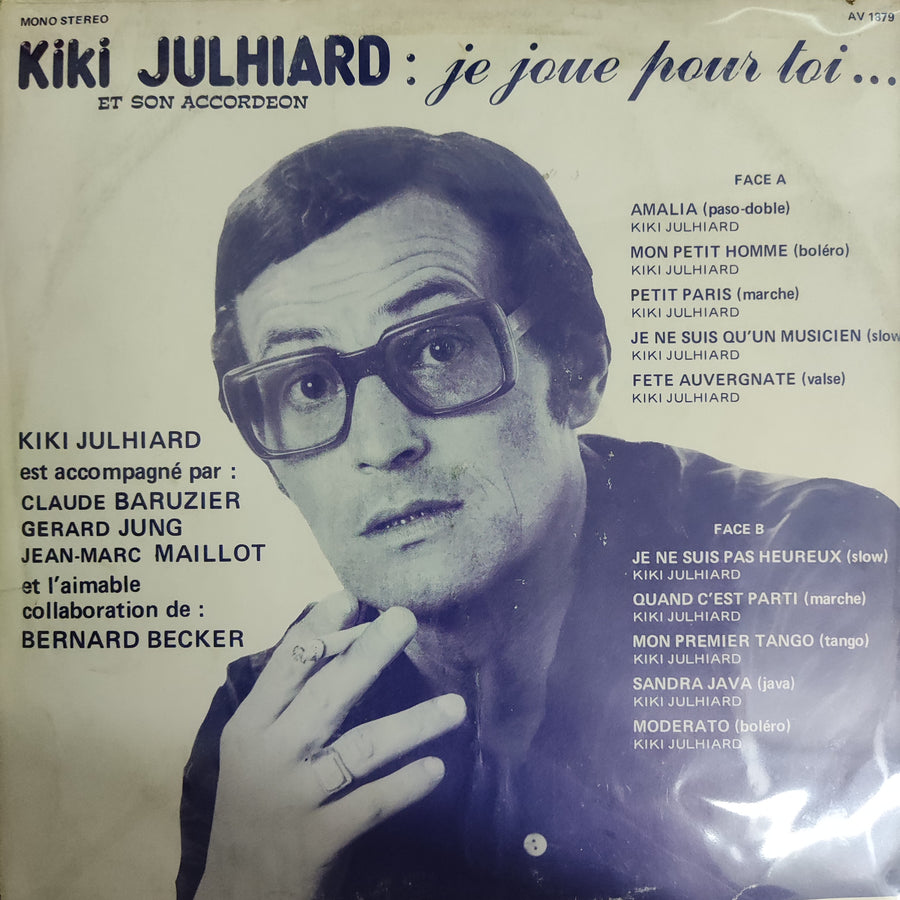 MONO STEREO
AV 1379
Kiki JULHIARD : je joue pour toi...
ET SON ACCORDEON
FACE A
AMALIA (paso-doble)
KIKI JULHIARD
MON PETIT HOMME (boléro)
KIKI JULHIARD
PETIT PARIS (marche)
KIKI JULHIARD
JE NE SUIS QU'UN MUSICIEN (slow
KIKI JULHIARD
FETE AUVERGNATE (valse)
KIKI JULHIARD
KIKI JULHIARD
est accompagné par :
CLAUDE BARUZIER
GERARD JUNG
JEAN-MARC MAILLOT
et l'aimable
collaboration de :
BERNARD BECKER
FACE B
JE NE SUIS PAS HEUREUX (slow)
KIKI JULHIARD
QUAND C'EST PARTI (marche)
KIKI JULHIARD
MON PREMIER TANGO (tango)
KIKI JULHIARD
SANDRA JAVA (java)
KIKI JULHIARD
MODERATO (boléro)
KIKI JULHIARD